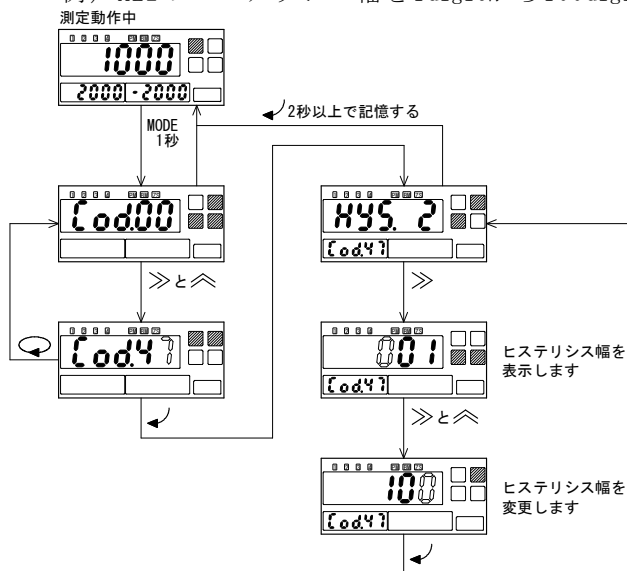 測定動作中
1000
2000 -2000
MODE
1秒
2秒以上で記憶する
Cod.00
HYS. 2
Cod.47
≫と︽
≫
Cod.47
001
Cod.47
ヒステリシス幅を
表示します
≫と︽
100
Cod.47
ヒステリシス幅を
変更します